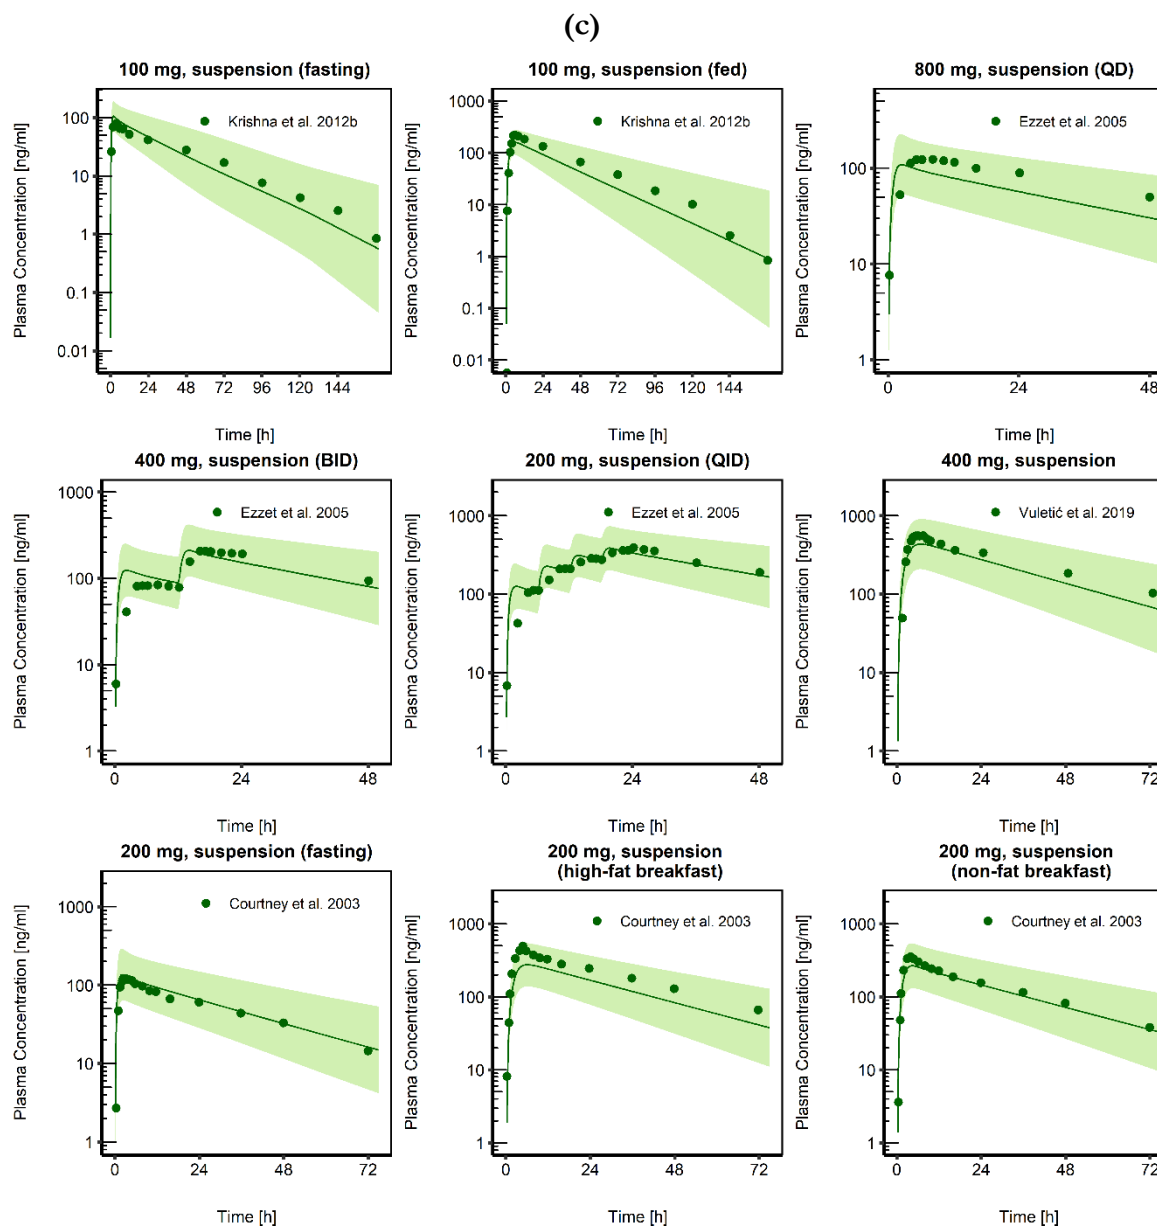 (c)
100 mg, suspension (fasting)
Plasma Concentration [ng/ml]
100
10
1
0.1
0.01
Krishna et al. 2012b
0 24 48 72 96 120 144
Time [h]
100 mg, suspension (fed)
Plasma Concentration [ng/ml]
1000
100
10
1
0.1
0.01
Krishna et al. 2012b
0 24 48 72 96 120 144
Time [h]
800 mg, suspension (QD)
Plasma Concentration [ng/ml]
100
10
1
Ezzet et al. 2005
0 24 48
Time [h]
400 mg, suspension (BID)
Plasma Concentration [ng/ml]
1000
100
10
1
Ezzet et al. 2005
0 24 48
Time [h]
200 mg, suspension (QID)
Plasma Concentration [ng/ml]
1000
100
10
1
Ezzet et al. 2005
0 24 48
Time [h]
400 mg, suspension
Plasma Concentration [ng/ml]
1000
100
10
1
Vuletić et al. 2019
0 24 48 72
Time [h]
200 mg, suspension (fasting)
Plasma Concentration [ng/ml]
1000
100
10
1
Courtney et al. 2003
0 24 48 72
Time [h]
200 mg, suspension
(high-fat breakfast)
Plasma Concentration [ng/ml]
1000
100
10
1
Courtney et al. 2003
0 24 48 72
Time [h]
200 mg, suspension
(non-fat breakfast)
Plasma Concentration [ng/ml]
1000
100
10
1
Courtney et al. 2003
0 24 48 72
Time [h]